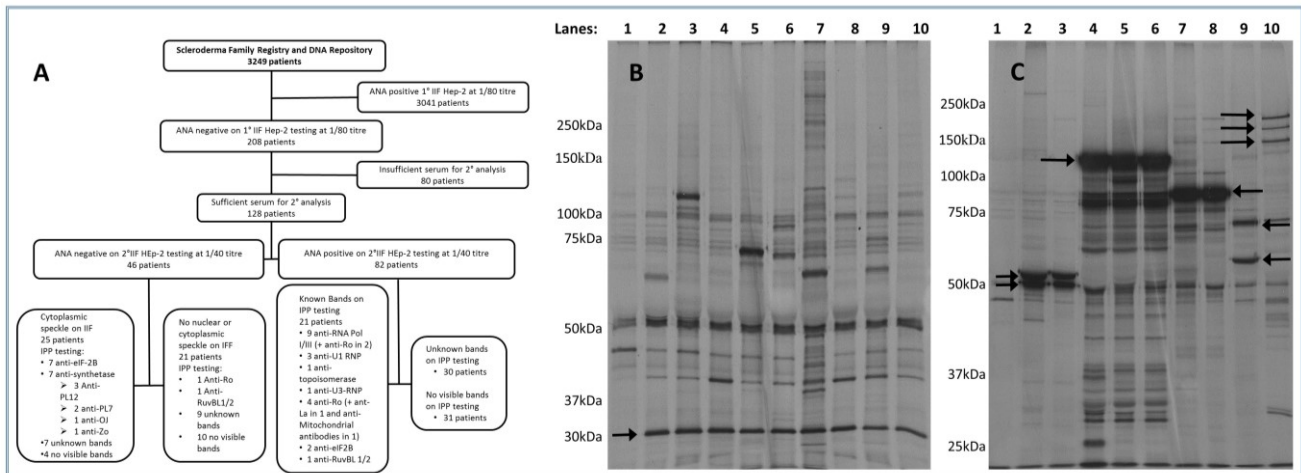 A
Scleroderma Family Registry and DNA Repository
3249 patients
ANA positive 1° IIF Hep-2 at 1/80 titre
3041 patients
ANA negative on 1° IIF Hep-2 testing at 1/80 titre
208 patients
Insufficient serum for 2° analysis
80 patients
Sufficient serum for 2° analysis
128 patients
ANA negative on 2°IIF HEp-2 testing at 1/40 titre
46 patients
ANA positive on 2°IIF HEp-2 testing at 1/40 titre
82 patients
Cytoplasmic
speckle on IIF
25 patients
IPP testing:
• 7 anti-eIF-2B
• 7 anti-synthetase
➢ 3 Anti-
PL12
➢ 2 anti-PL7
➢ 1 anti-OJ
➢ 1 anti-Zo
•7 unknown bands
•4 no visible bands
No nuclear or
cytoplasmic
speckle on IFF
21 patients
IPP testing:
• 1 Anti-Ro
• 1 Anti-
RuvBL1/2
• 9 unknown
bands
• 10 no visible
bands
Known Bands on
IPP testing
21 patients
• 9 anti-RNA Pol
I/III (+ anti-Ro in 2)
• 3 anti-U1 RNP
• 1 anti-
topoisomerase
• 1 anti-U3-RNP
• 4 anti-Ro (+ ant-
La in 1 and anti-
Mitochondrial
antibodies in 1)
• 2 anti-eIF2B
• 1 anti-RuvBL 1/2
Unknown bands
on IPP testing
• 30 patients
No visible bands
on IPP testing
• 31 patients
Lanes: 1 2 3 4 5 6 7 8 9 10
B
250kDa
150kDa
100kDa
75kDa
50kDa
37kDa
30kDa
1 2 3 4 5 6 7 8 9 10
C
250kDa
150kDa
100kDa
75kDa
50kDa
37kDa
25kDa